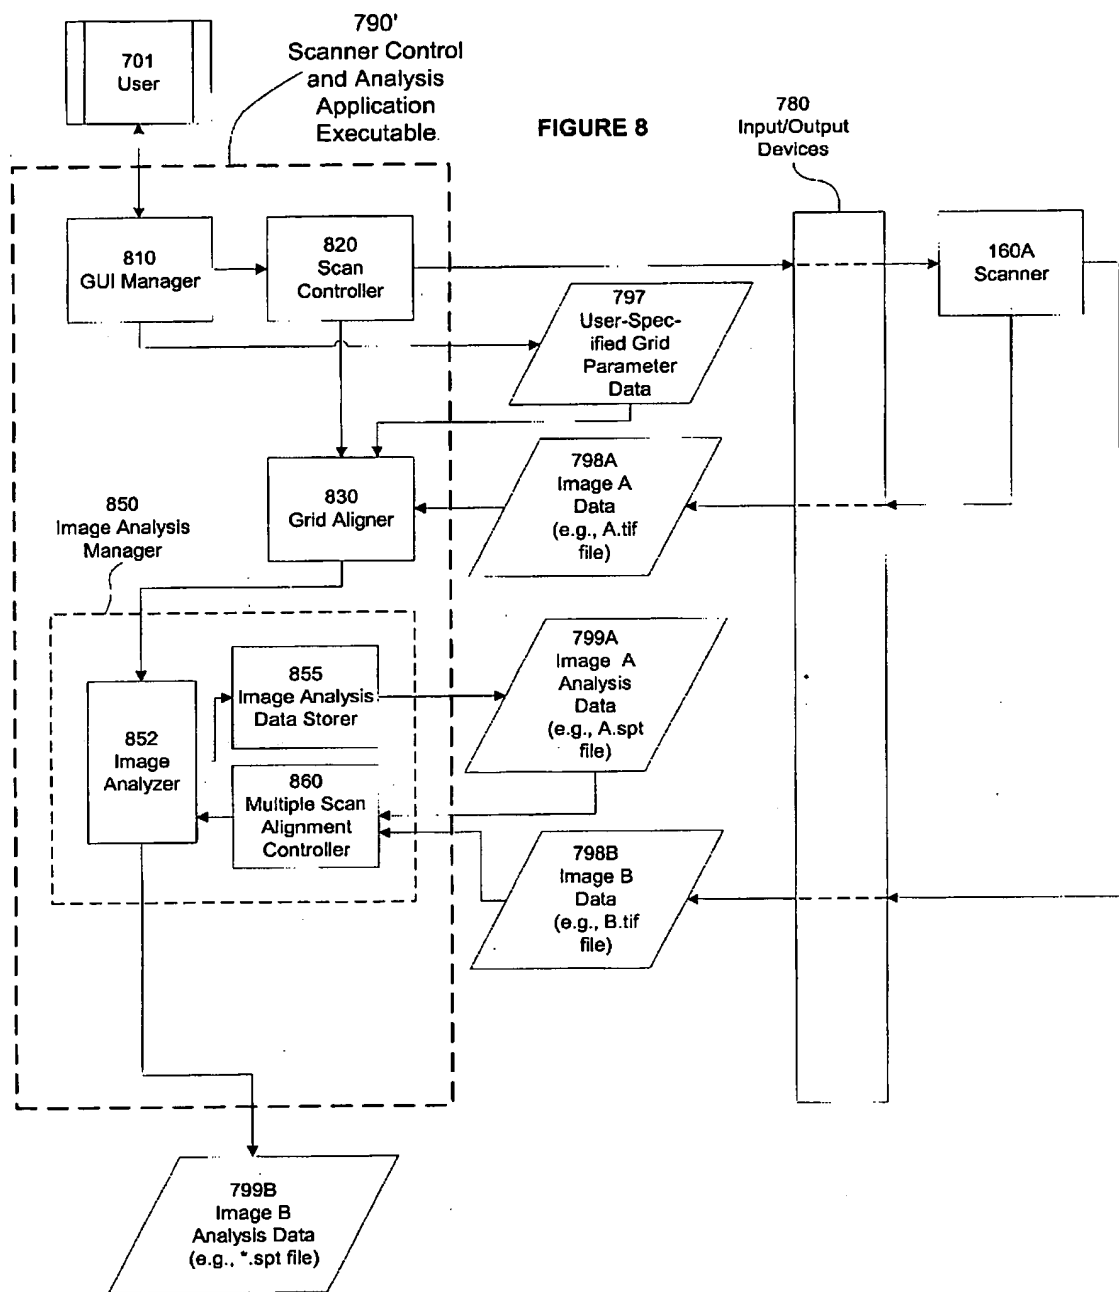 701
User
790'
Scanner Control
and Analysis
Application
Executable
FIGURE 8
780
Input/Output
Devices
810
GUI Manager
820
Scan
Controller
160A
Scanner
797
User-Spec-
ified Grid
Parameter
Data
830
Grid Aligner
798A
Image A
Data
(e.g., A.tif
file)
850
Image Analysis
Manager
855
Image Analysis
Data Storer
799A
Image A
Analysis
Data
(e.g., A.spt
file)
852
Image
Analyzer
860
Multiple Scan
Alignment
Controller
798B
Image B
Data
(e.g., B.tif
file)
799B
Image B
Analysis Data
(e.g., *.spt file)